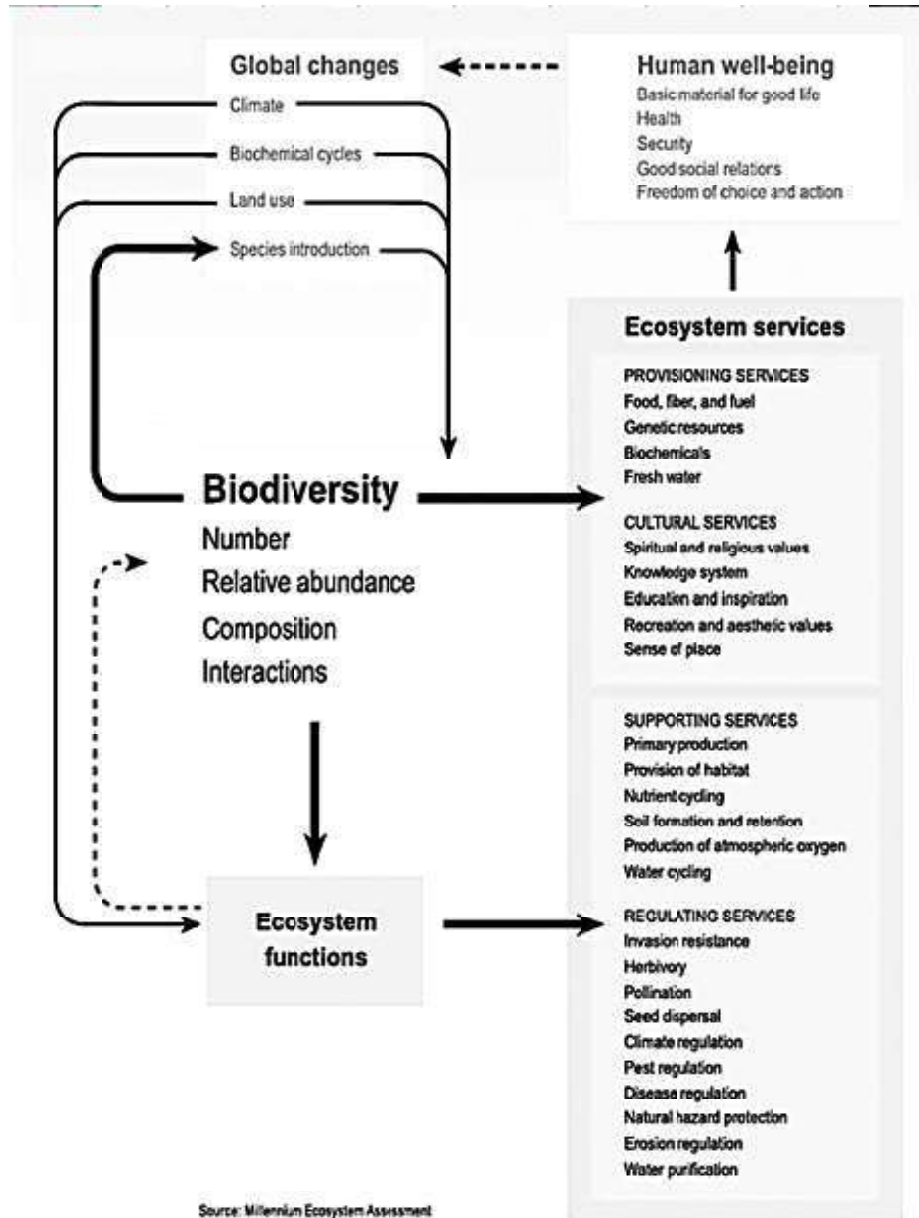 Global changes
Climate
Biochemical cycles
Land use
Species introduction
Human well-being
Basic material for good life
Health
Security
Good social relations
Freedom of choice and action
Biodiversity
Number
Relative abundance
Composition
Interactions
Ecosystem
functions
Ecosystem services
PROVISIONING SERVICES
Food, fiber, and fuel
Genetic resources
Biochemicals
Fresh water
CULTURAL SERVICES
Spiritual and religious values
Knowledge system
Education and inspiration
Recreation and aesthetic values
Sense of place
SUPPORTING SERVICES
Primary production
Provision of habitat
Nutrient cycling
Soil formation and retention
Production of atmospheric oxygen
Water cycling
REGULATING SERVICES
Invasion resistance
Herbivory
Pollination
Seed dispersal
Climate regulation
Pest regulation
Disease regulation
Natural hazard protection
Erosion regulation
Water purification
Source: Millennium Ecosystem Assessment